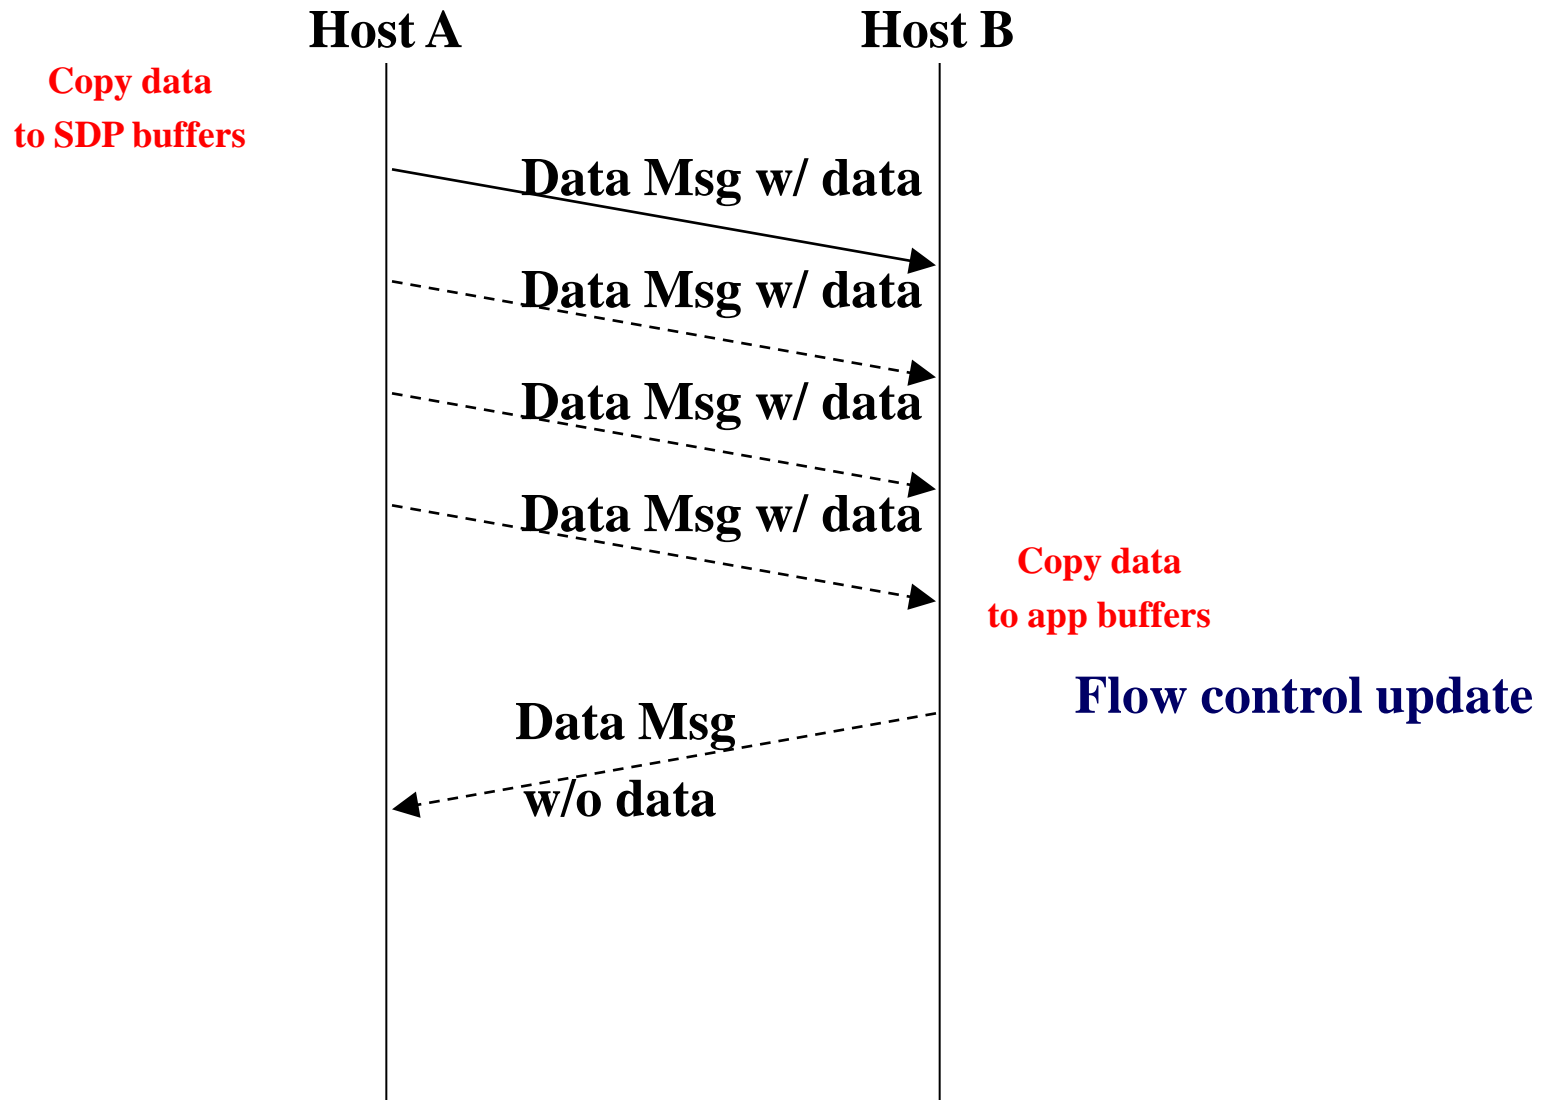 Host A
Host B
Copy data
to SDP buffers
Data Msg w/ data
Data Msg w/ data
Data Msg w/ data
Data Msg w/ data
Copy data
to app buffers
Flow control update
Data Msg
w/o data